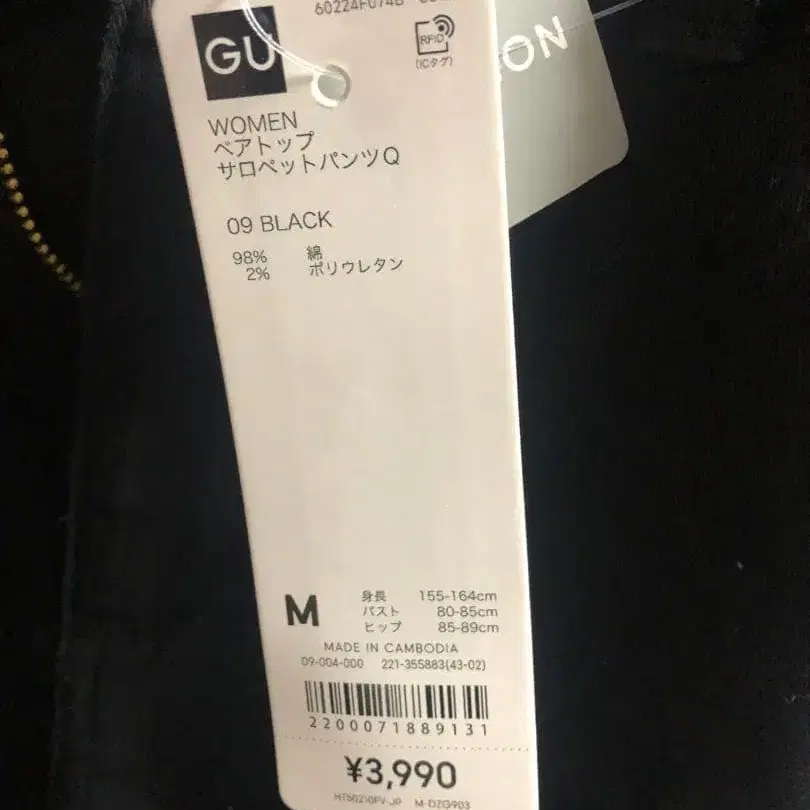 GU
RFID
(ICタグ)
ON
WOMEN
ベアトップ
サロペットパンツQ
09 BLACK
98% 綿
2% ポリウレタン
M
身長 155-164cm
バスト 80-85cm
ヒップ 85-89cm
MADE IN CAMBODIA
09-004-000 221-355883(43-02)
2200071889131
¥3,990
M-DZG903